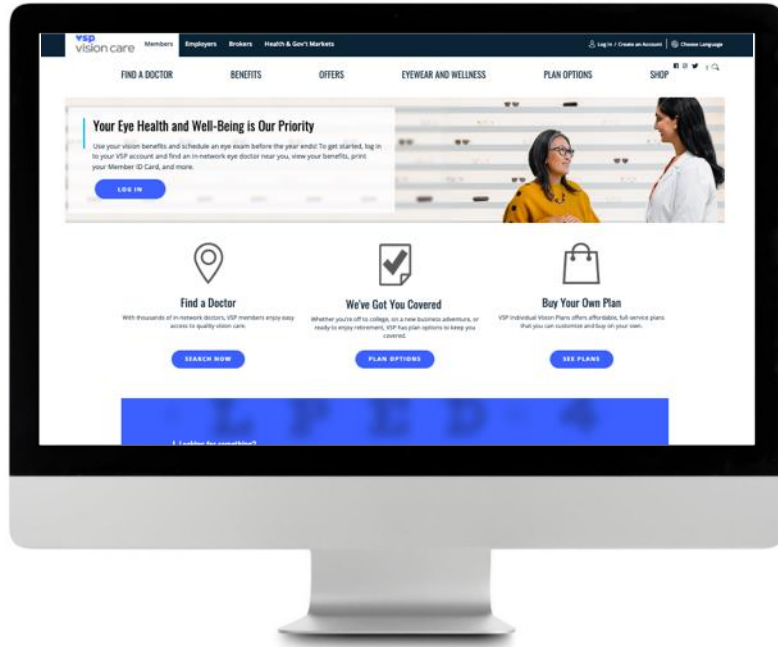 vsp
vision care
Members Employers Brokers Health & Gov't Markets
Log In / Create an Account | Choose Language
FIND A DOCTOR BENEFITS OFFERS EYEWEAR AND WELLNESS PLAN OPTIONS SHOP
Your Eye Health and Well-Being is Our Priority
Use your vision benefits and schedule an eye exam before the year ends! To get started, log in
to your VSP account and find an in-network eye doctor near you, view your benefits, print
your Member ID Card, and more.
LOG IN
Find a Doctor
With thousands of in-network doctors, VSP members enjoy easy
access to quality vision care.
SEARCH NOW
We've Got You Covered
Whether you're off to college, on a new business adventure, or
ready to enjoy retirement, VSP has plan options to keep you
covered.
PLAN OPTIONS
Buy Your Own Plan
VSP Individual Vision Plans offers affordable, full-service plans
that you can customize and buy on your own.
SEE PLANS
L P E D 4
Looking for something?